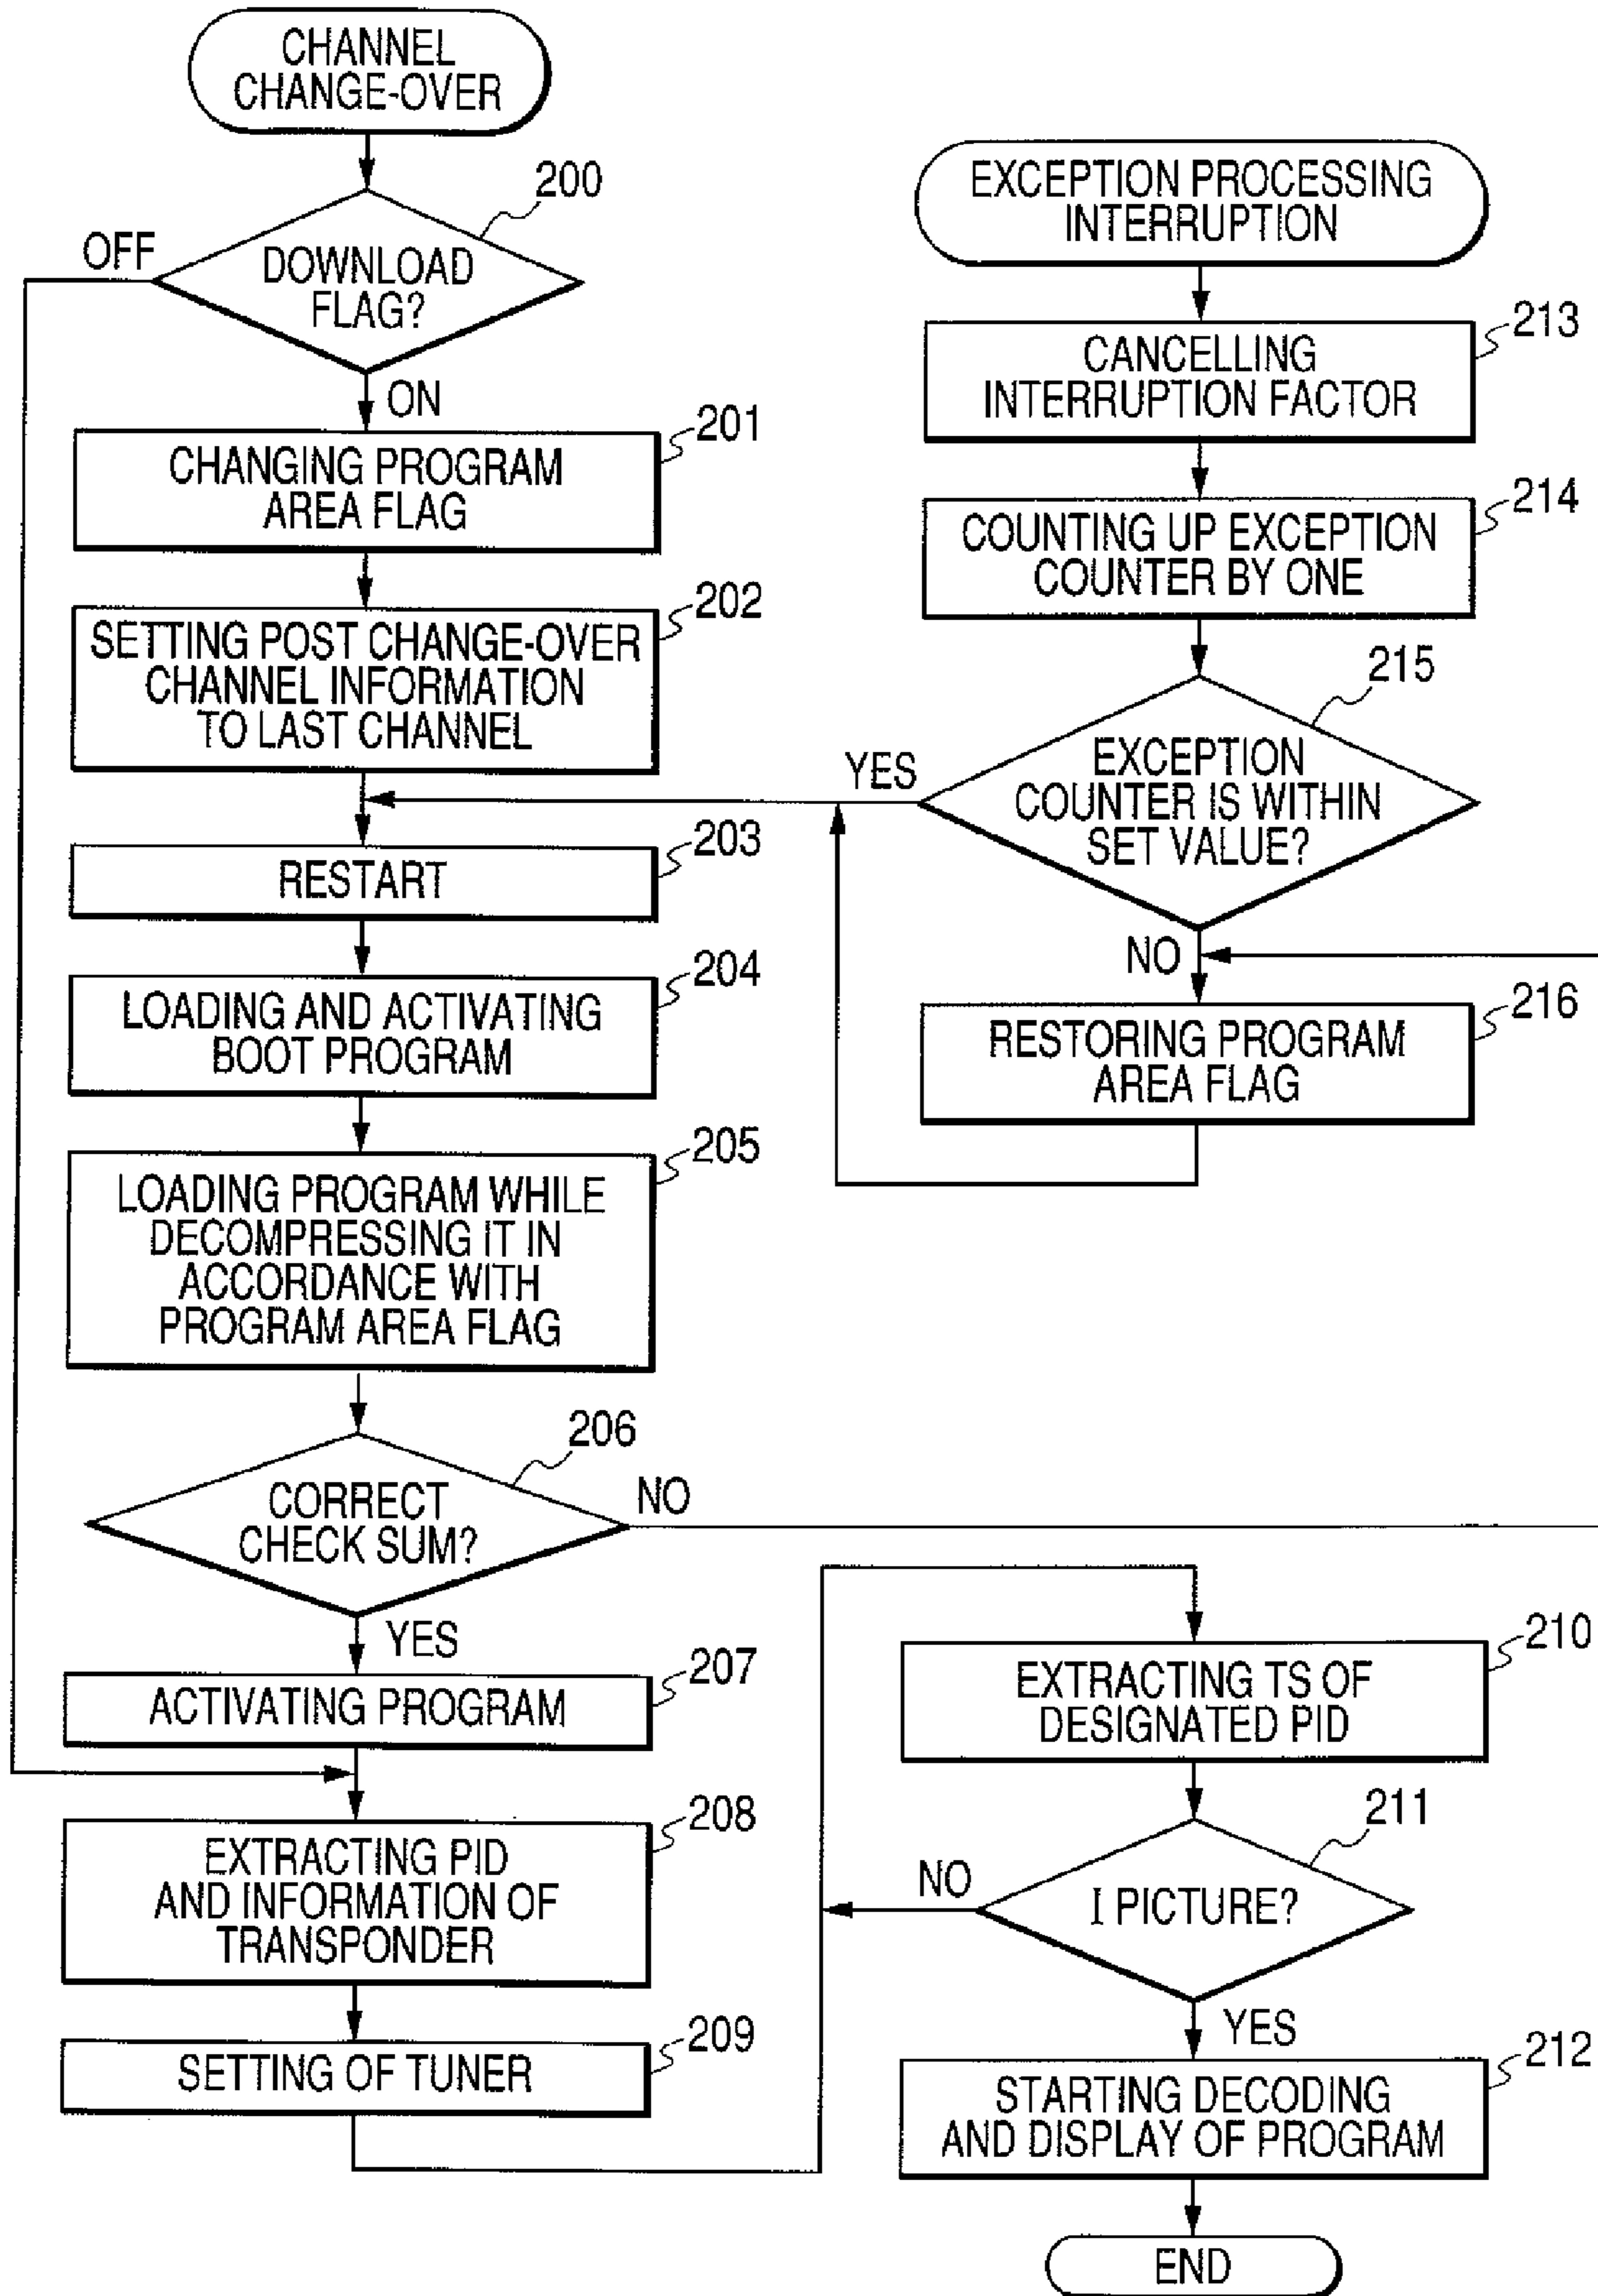 CHANNEL
CHANGE-OVER
200
OFF
DOWNLOAD
FLAG?
ON
201
CHANGING PROGRAM
AREA FLAG
202
SETTING POST CHANGE-OVER
CHANNEL INFORMATION
TO LAST CHANNEL
203
RESTART
204
LOADING AND ACTIVATING
BOOT PROGRAM
205
LOADING PROGRAM WHILE
DECOMPRESSING IT IN
ACCORDANCE WITH
PROGRAM AREA FLAG
206
CORRECT
CHECK SUM?
NO
YES
207
ACTIVATING PROGRAM
208
EXTRACTING PID
AND INFORMATION OF
TRANSPONDER
209
SETTING OF TUNER
EXCEPTION PROCESSING
INTERRUPTION
213
CANCELLING
INTERRUPTION FACTOR
214
COUNTING UP EXCEPTION
COUNTER BY ONE
215
YES
EXCEPTION
COUNTER IS WITHIN
SET VALUE?
NO
216
RESTORING PROGRAM
AREA FLAG
210
EXTRACTING TS OF
DESIGNATED PID
211
NO
I PICTURE?
YES
212
STARTING DECODING
AND DISPLAY OF PROGRAM
END